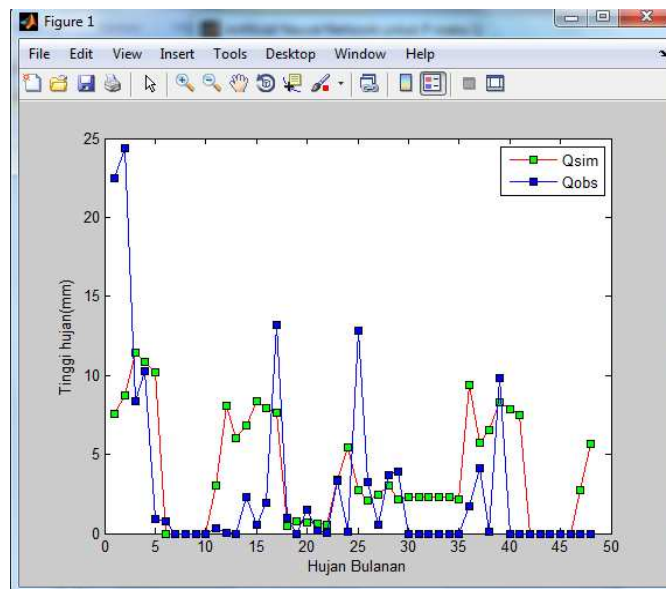 Figure 1
File Edit View Insert Tools Desktop Window Help
25
20
15
10
5
0
Tinggi hujan(mm)
Qsim
Qobs
0 5 10 15 20 25 30 35 40 45 50
Hujan Bulanan